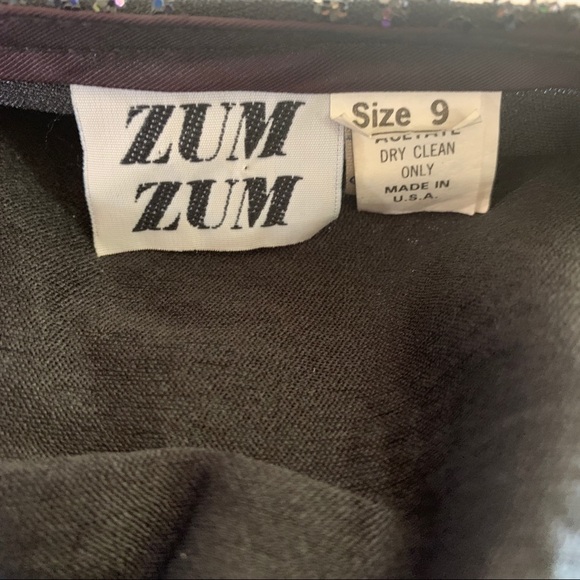 ZUM
ZUM
Size 9
ACETATE
DRY CLEAN
ONLY
MADE IN
U.S.A.